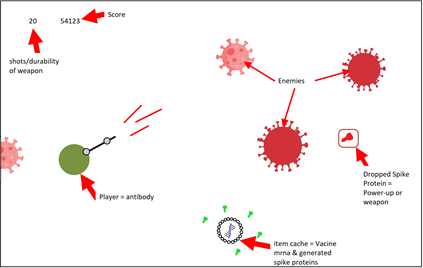 20
54123
Score
shots/durability
of weapon
Enemies
Dropped Spike
Protein =
Power-up or
weapon
Player = antibody
item cache = Vacine
mrna & generated
spike proteins